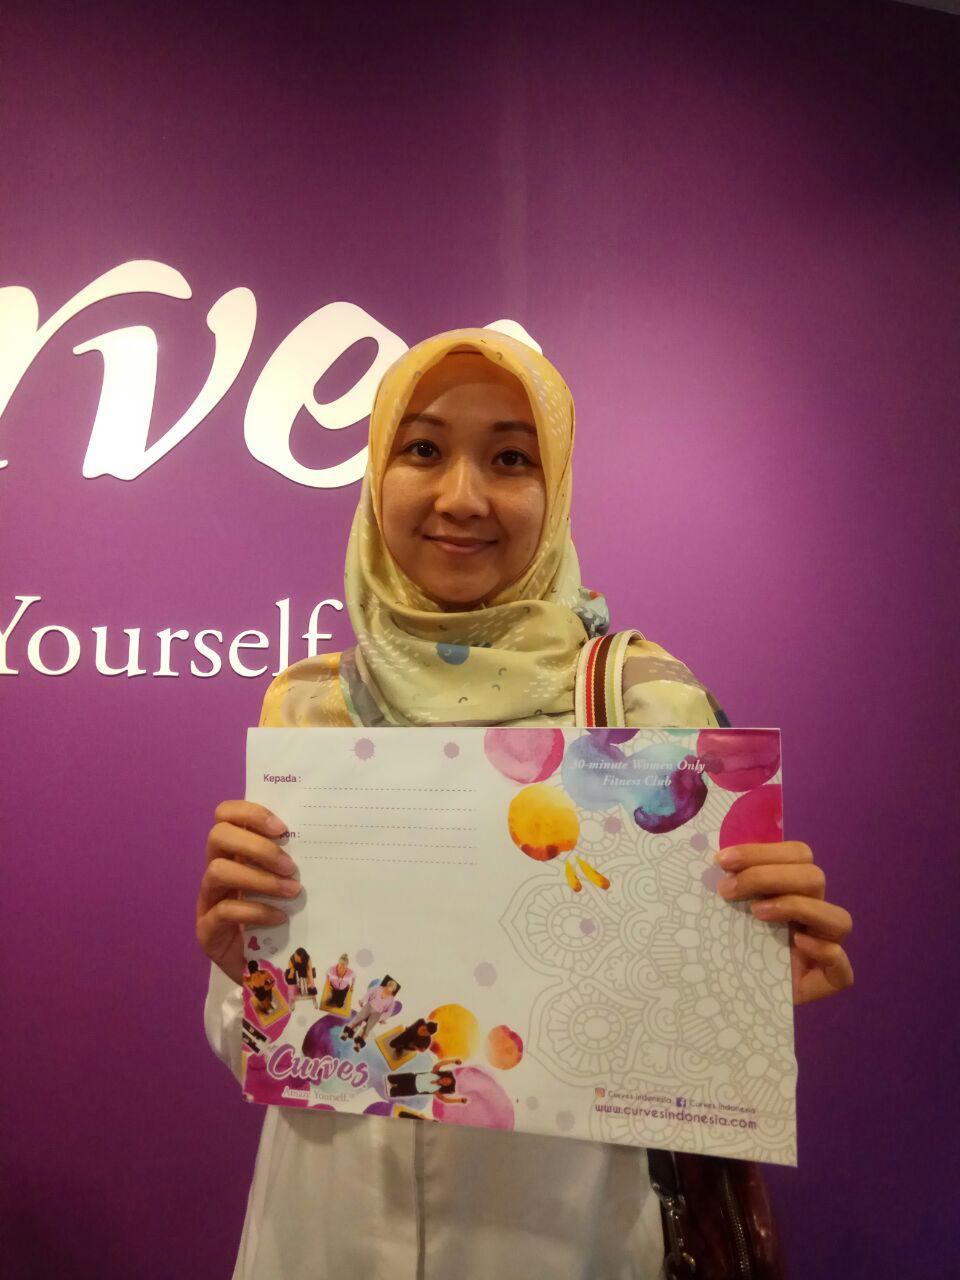 rves
Yourself
Kepada :
pon :
30-minute Women Only
Fitness Club
Curves
Amaze Yourself.
Curves Indonesia
Curves Indonesia
www.curvesindonesia.com